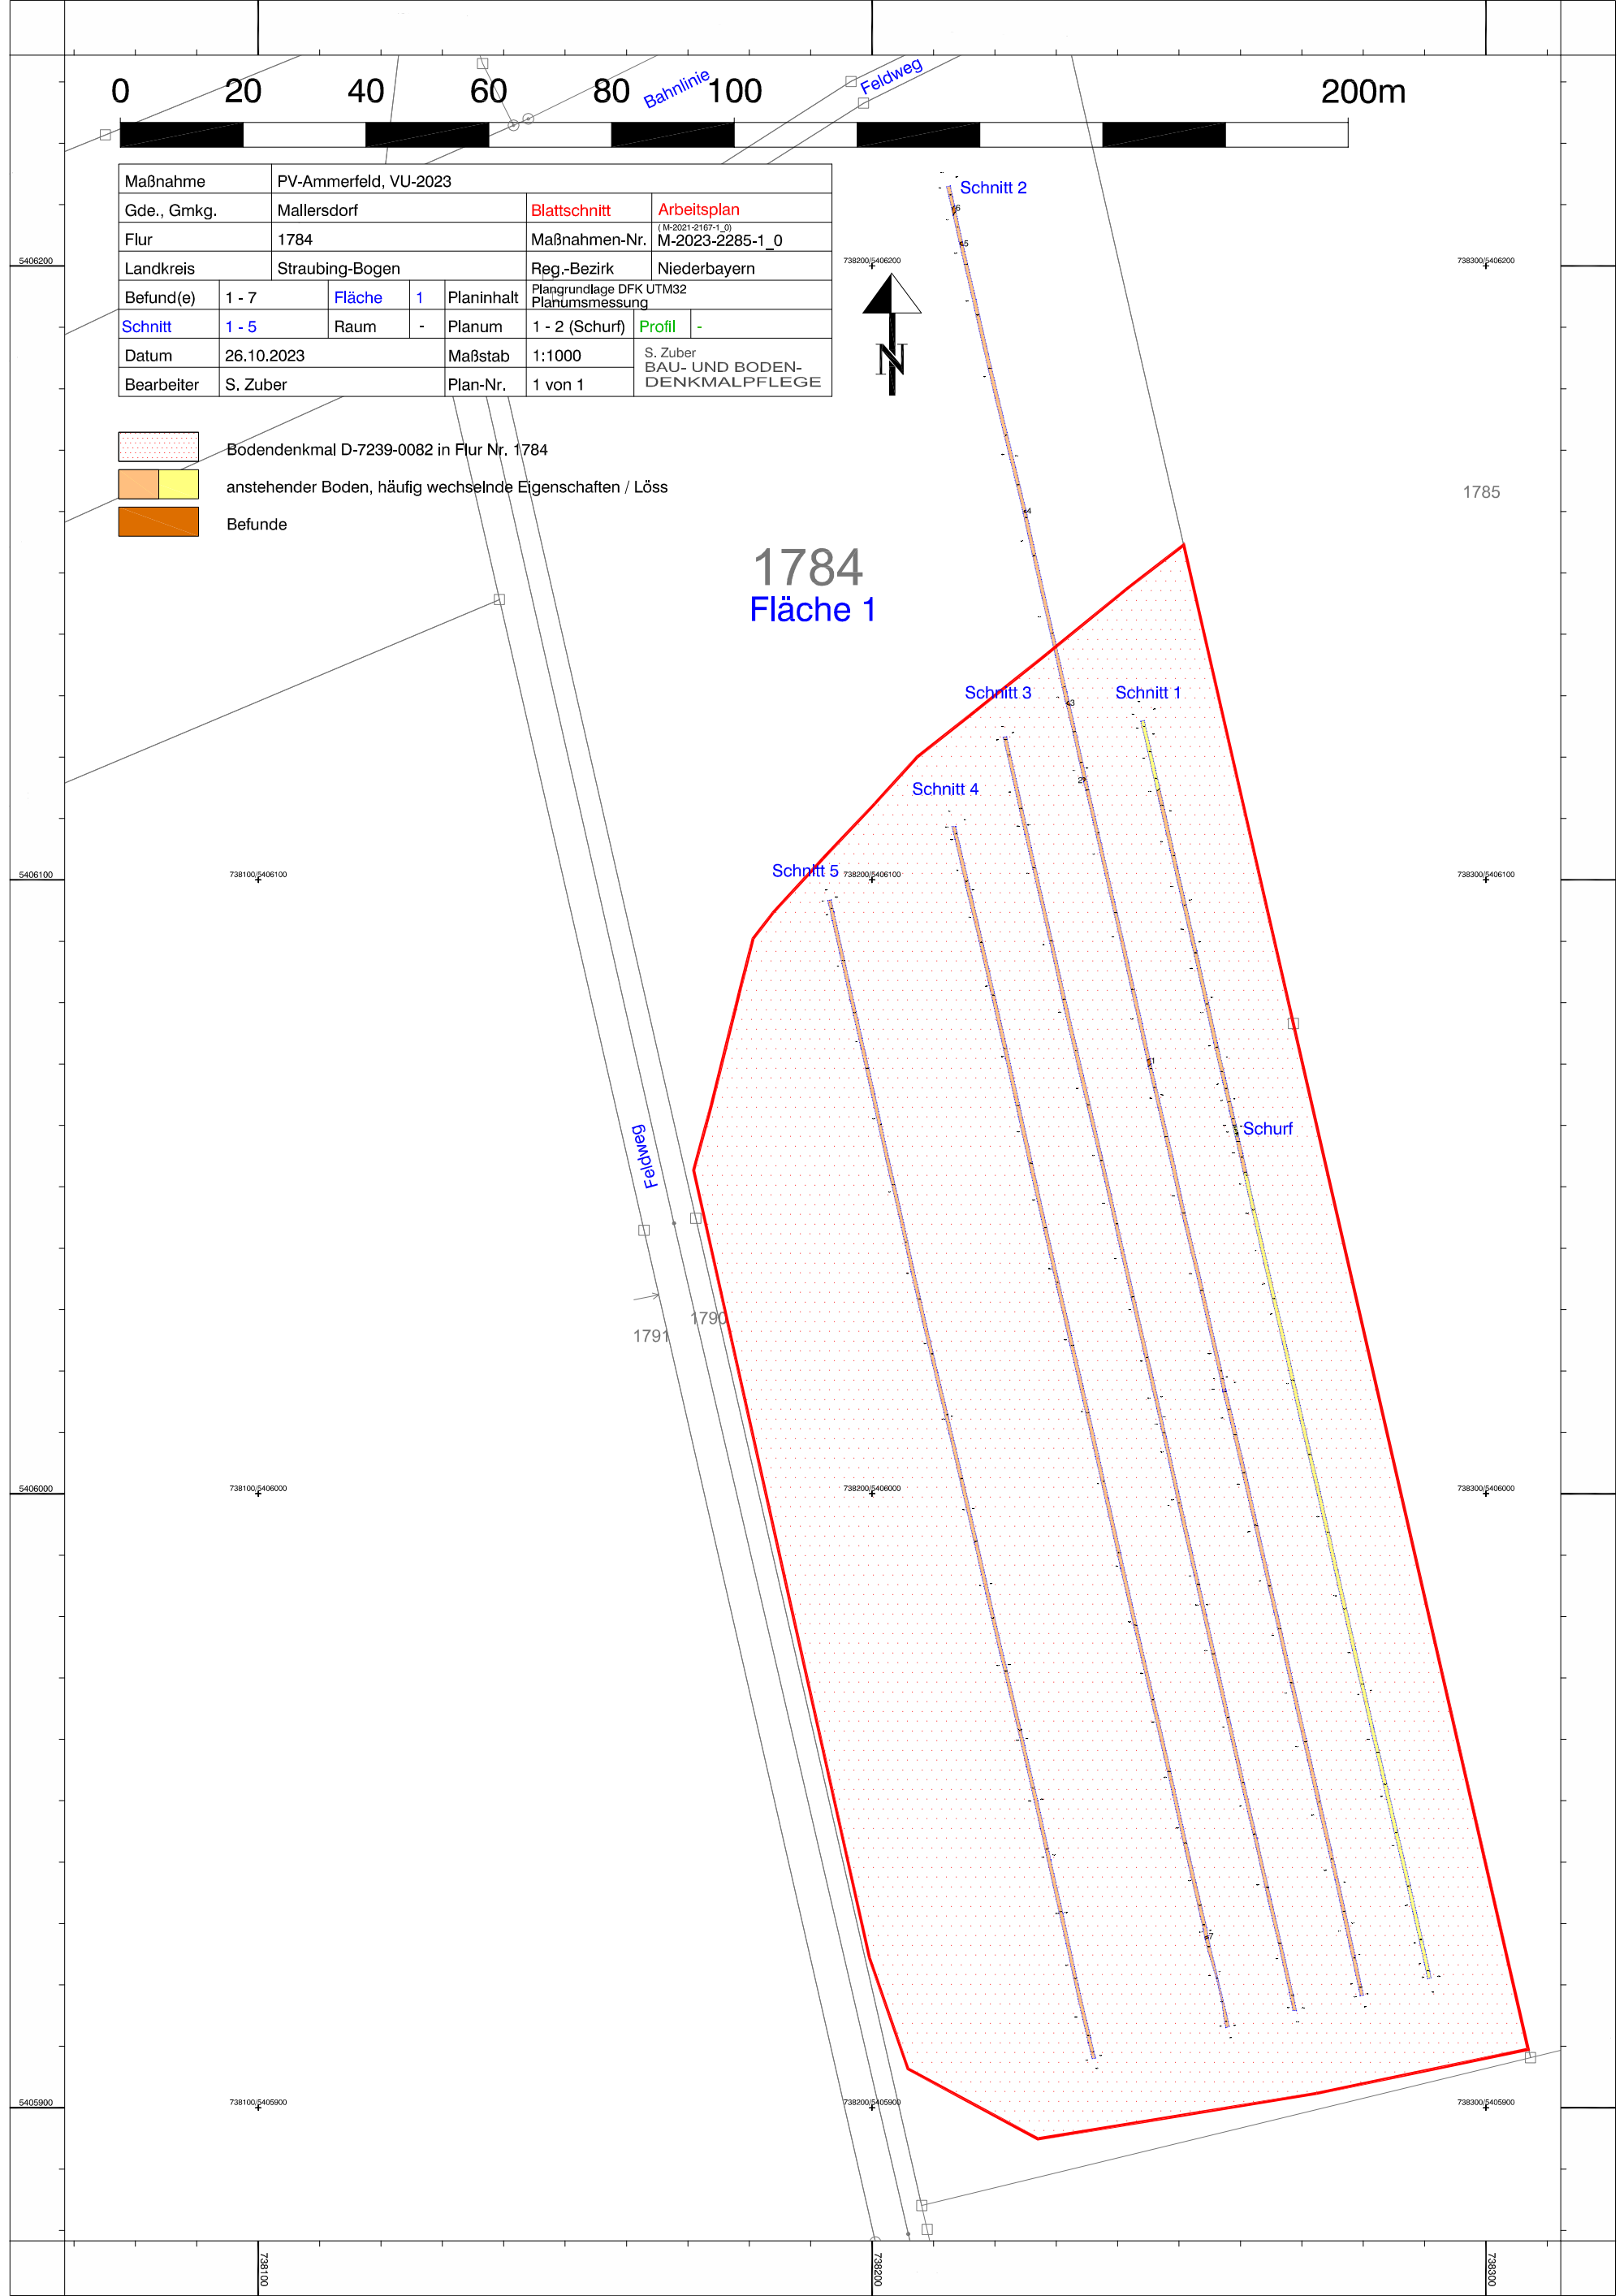 0 20 40 60 80 100 200m
Bahnlinie
Feldweg
Maßnahme PV-Ammerfeld, VU-2023
Gde., Gmkg. Mallersdorf Blattschnitt Arbeitsplan
Flur 1784 Maßnahmen-Nr. ( M-2021-2167-1_0) M-2023-2285-1_0
Landkreis Straubing-Bogen Reg.-Bezirk Niederbayern
Befund(e) 1 - 7 Fläche 1 Planinhalt Plangrundlage DFK UTM32
Planumsmessung
Schnitt 1 - 5 Raum - Planum 1 - 2 (Schurf) Profil -
Datum 26.10.2023 Maßstab 1:1000 S. Zuber
BAU- UND BODEN-
DENKMALPFLEGE
Bearbeiter S. Zuber Plan-Nr. 1 von 1
N
Bodendenkmal D-7239-0082 in Flur Nr. 1784
anstehender Boden, häufig wechselnde Eigenschaften / Löss
Befunde
Schnitt 2
6
5
5406200
738200/5406200
738300/5406200
4
1785
1784
Fläche 1
Schnitt 3
Schnitt 1
3
2
Schnitt 4
Schnitt 5
5406100
738100/5406100
738200/5406100
738300/5406100
1
Schurf
Feldweg
1790
1791
5406000
738100/5406000
738200/5406000
738300/5406000
7
5405900
738100/5405900
738200/5405900
738300/5405900
738100
738200
738300